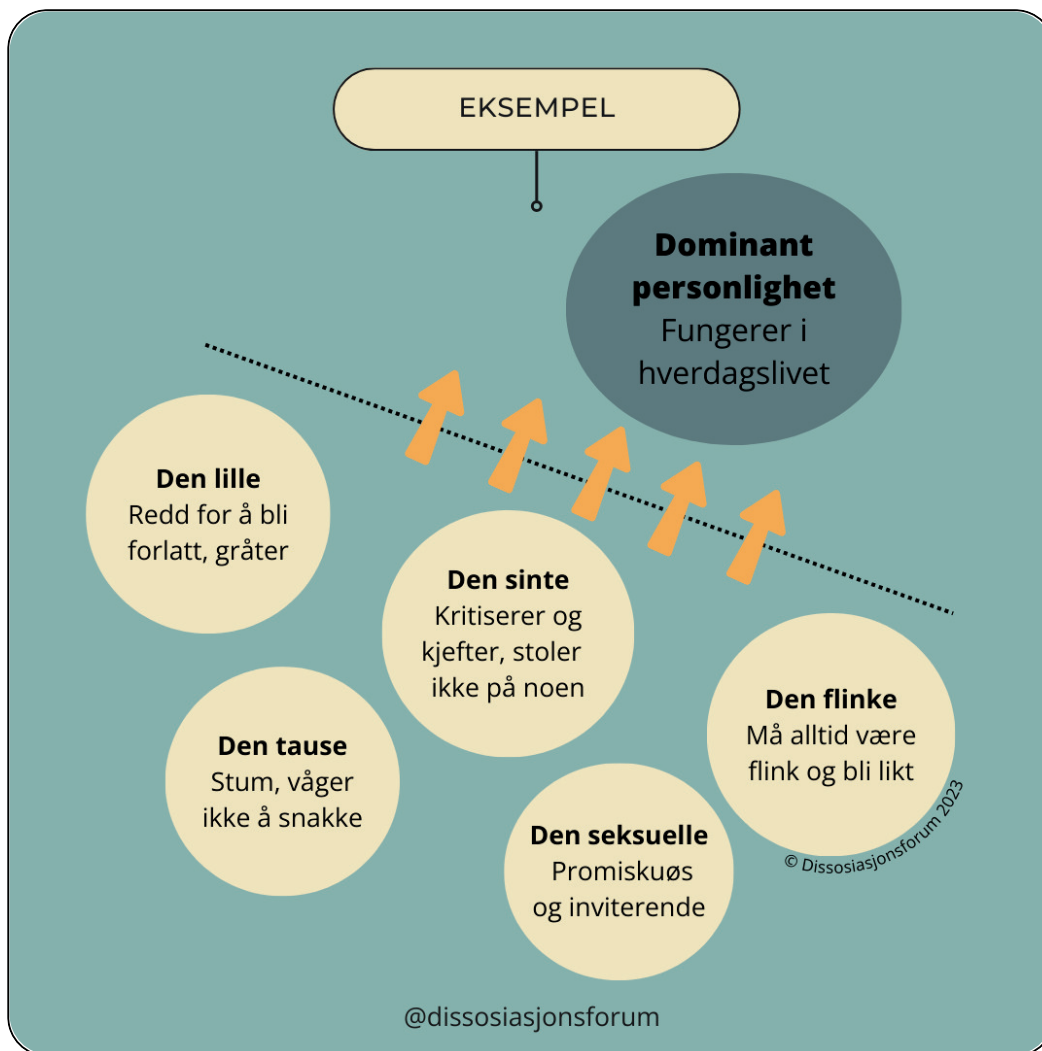 EKSEMPEL
Dominant
personlighet
Fungerer i
hverdagslivet
Den lille
Redd for å bli
forlatt, gråter
Den sinte
Kritiserer og
kjefter, stoler
ikke på noen
Den tause
Stum, våger
ikke å snakke
Den flinke
Må alltid være
flink og bli likt
Den seksuelle
Promiskuøs
og inviterende
© Dissosiasjonsforum 2023
@dissosiasjonsforum